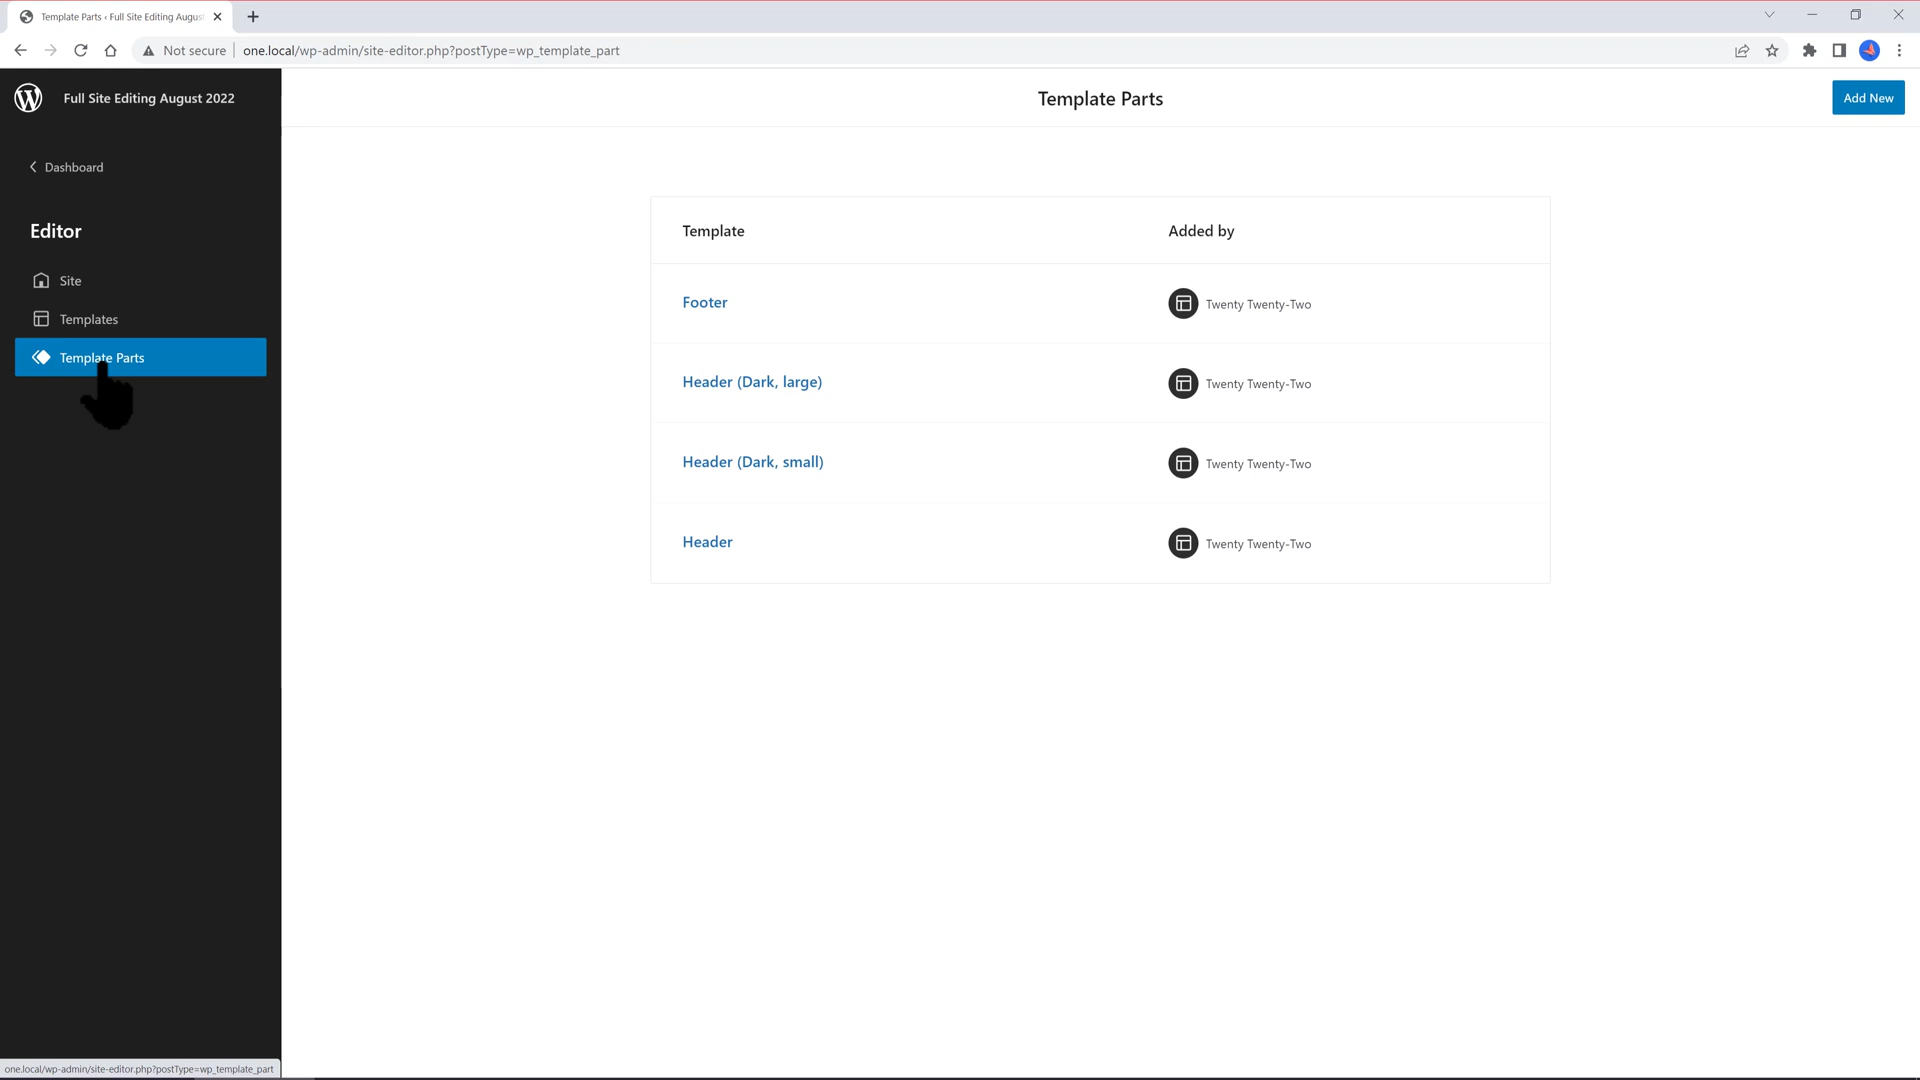 Template Parts ‹ Full Site Editing August
Not secure
one.local/wp-admin/site-editor.php?postType=wp_template_part
Full Site Editing August 2022
Template Parts
Add New
Dashboard
Editor
Site
Templates
Template Parts
Template
Added by
Footer
Twenty Twenty-Two
Header (Dark, large)
Twenty Twenty-Two
Header (Dark, small)
Twenty Twenty-Two
Header
Twenty Twenty-Two
one.local/wp-admin/site-editor.php?postType=wp_template_part